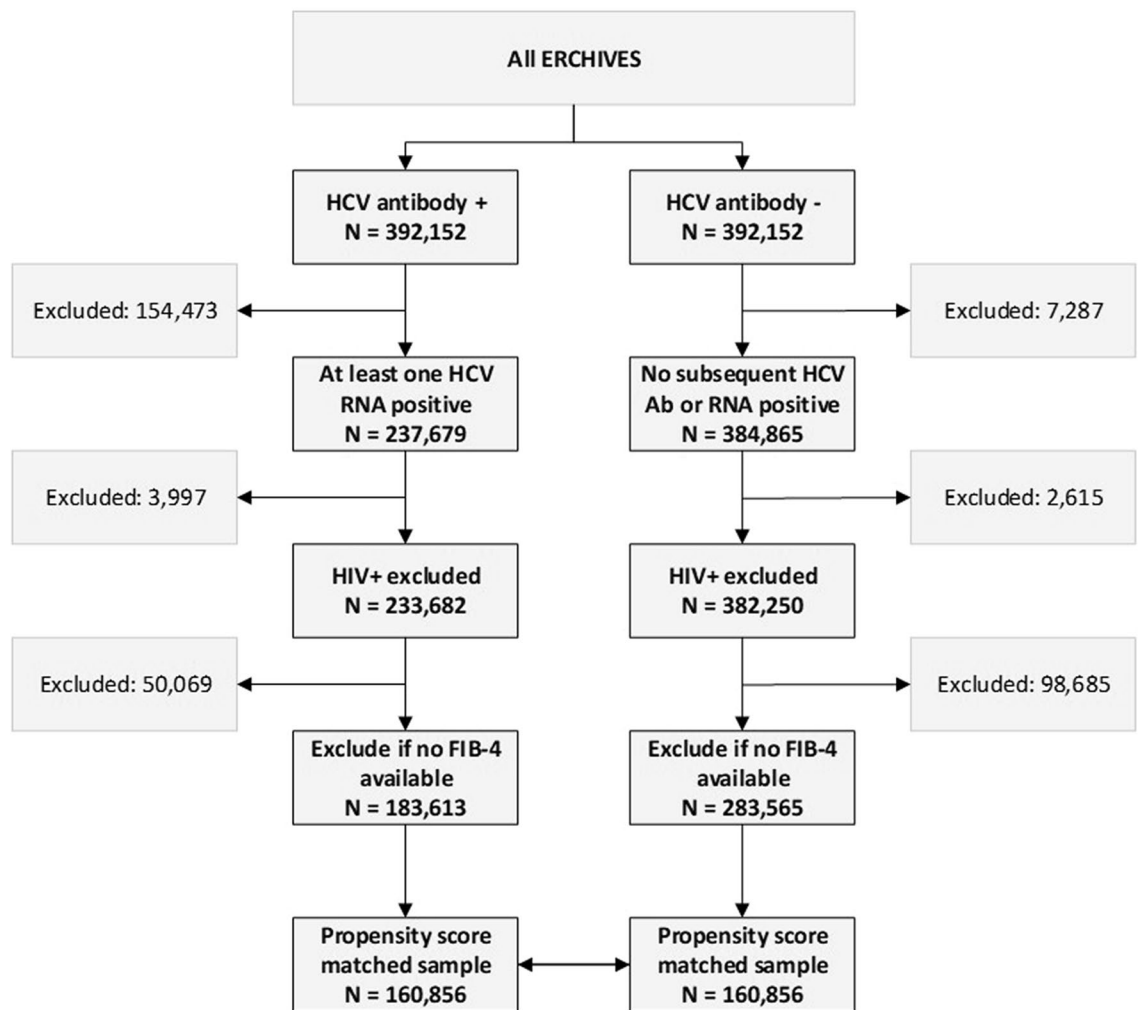 All ERCHIVES
HCV antibody +
N = 392,152
HCV antibody -
N = 392,152
Excluded: 154,473
Excluded: 7,287
At least one HCV
RNA positive
N = 237,679
No subsequent HCV
Ab or RNA positive
N = 384,865
Excluded: 3,997
Excluded: 2,615
HIV+ excluded
N = 233,682
HIV+ excluded
N = 382,250
Excluded: 50,069
Excluded: 98,685
Exclude if no FIB-4
available
N = 183,613
Exclude if no FIB-4
available
N = 283,565
Propensity score
matched sample
N = 160,856
Propensity score
matched sample
N = 160,856